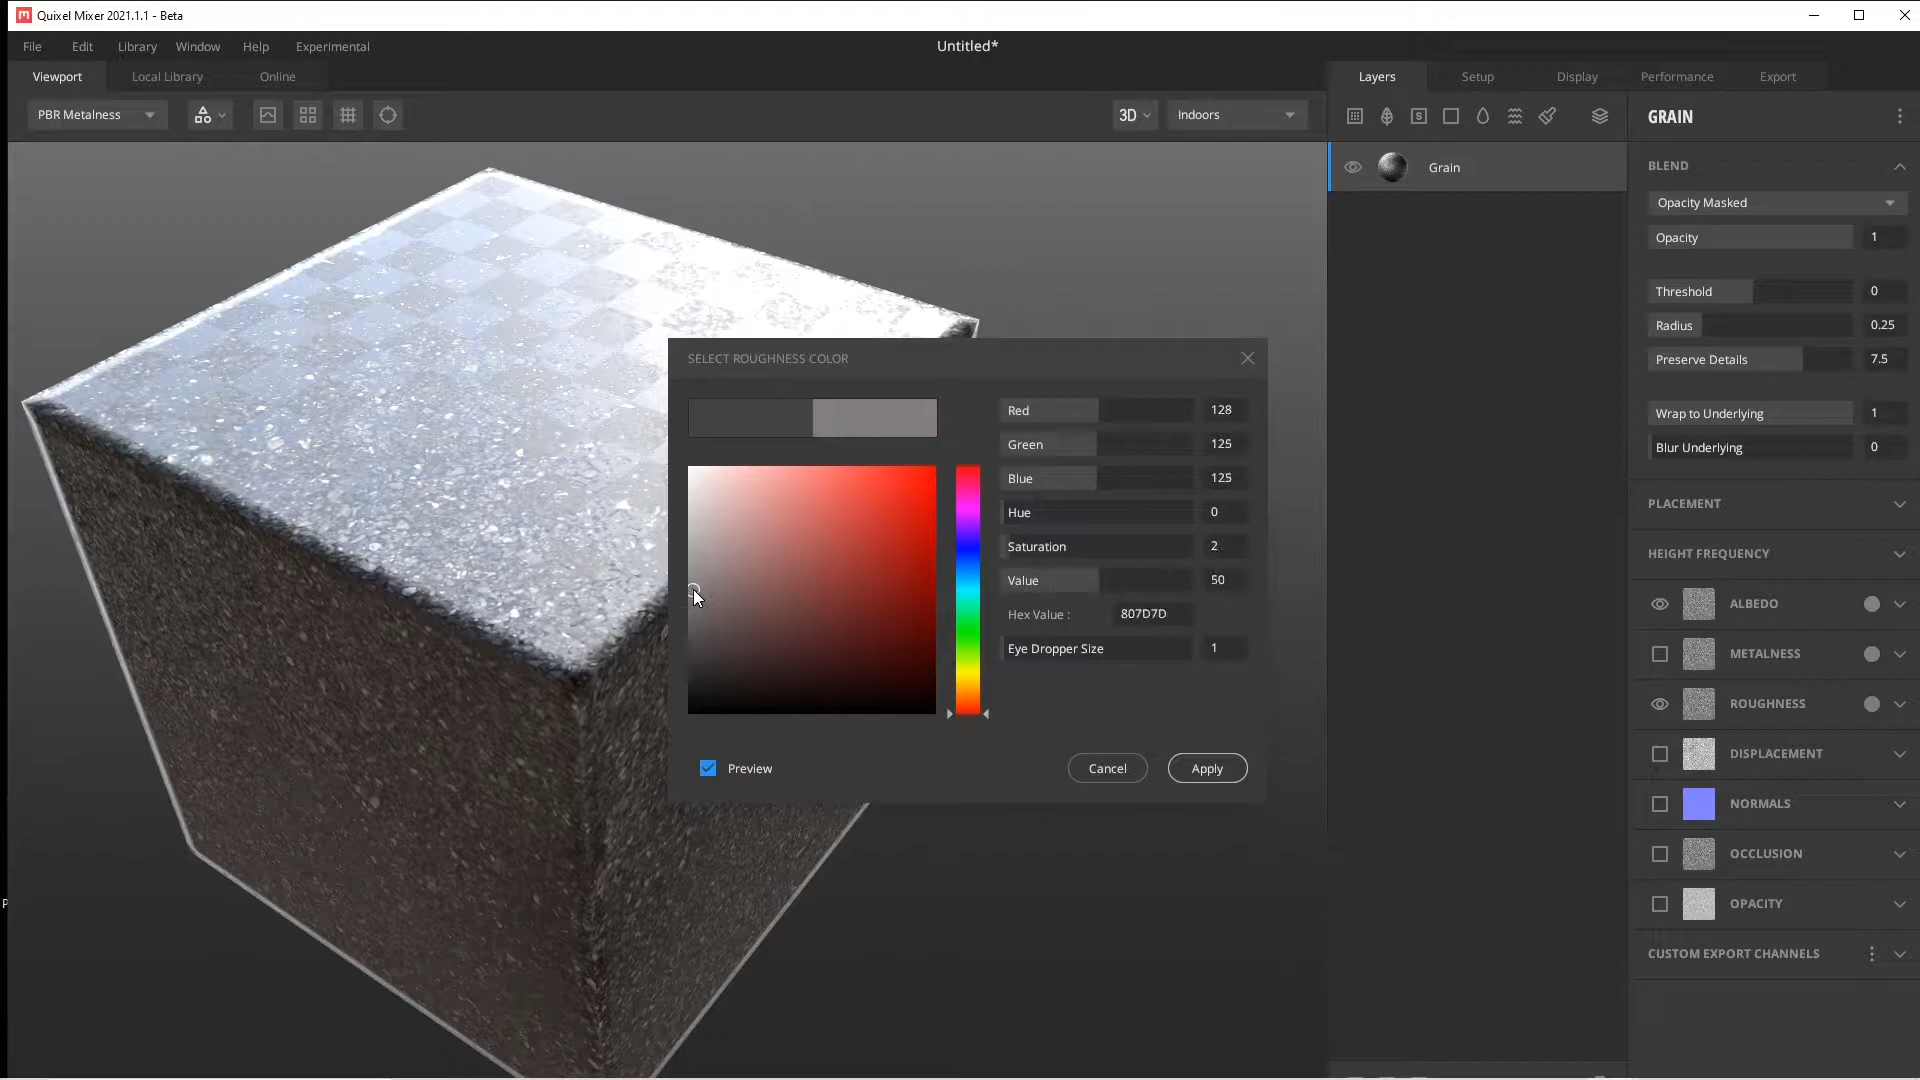 Quixel Mixer 2021.1.1 - Beta
File Edit Library Window Help Experimental
Untitled*
Viewport Local Library Online
Layers Setup Display Performance Export
PBR Metalness
3D
Indoors
GRAIN
Grain
BLEND
Opacity Masked
Opacity 1
Threshold 0
Radius 0.25
Preserve Details 7.5
Wrap to Underlying 1
Blur Underlying 0
PLACEMENT
HEIGHT FREQUENCY
ALBEDO
METALNESS
ROUGHNESS
DISPLACEMENT
NORMALS
OCCLUSION
OPACITY
CUSTOM EXPORT CHANNELS
SELECT ROUGHNESS COLOR
Red 128
Green 125
Blue 125
Hue 0
Saturation 2
Value 50
Hex Value : 807D7D
Eye Dropper Size 1
Preview
Cancel
Apply
P